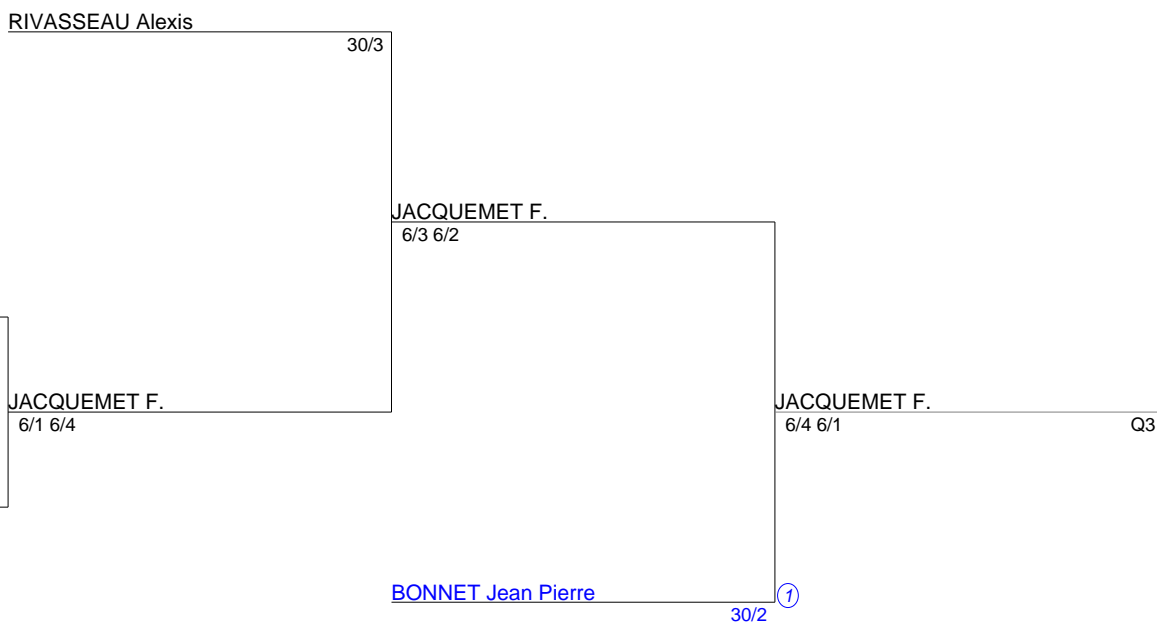 RIVASSEAU Alexis
30/3
JACQUEMET F.
6/3 6/2
JACQUEMET F.
6/1 6/4
JACQUEMET F.
6/4 6/1
Q3
BONNET Jean Pierre
1
30/2